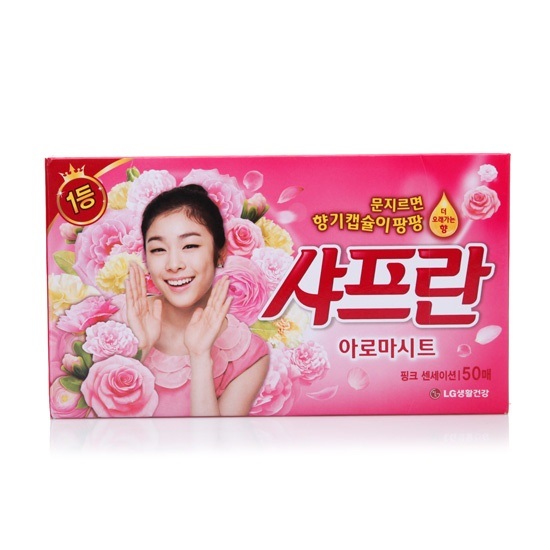 1등
문지르면
향기캡슐이팡팡
더
오래가는
향
샤프란
아로마시트
핑크 센세이션 | 50매
LG생활건강